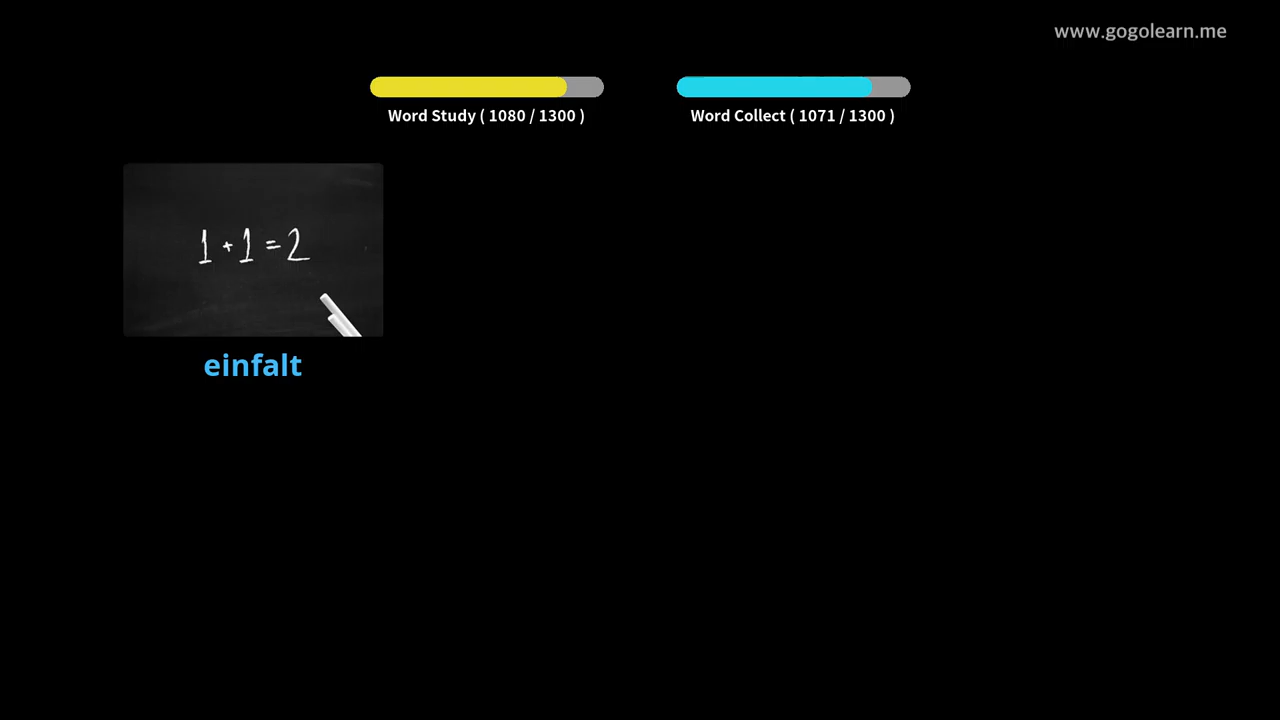 www.gogolearn.me
Word Study ( 1080 / 1300 )
Word Collect ( 1071 / 1300 )
1 + 1 = 2
einfalt